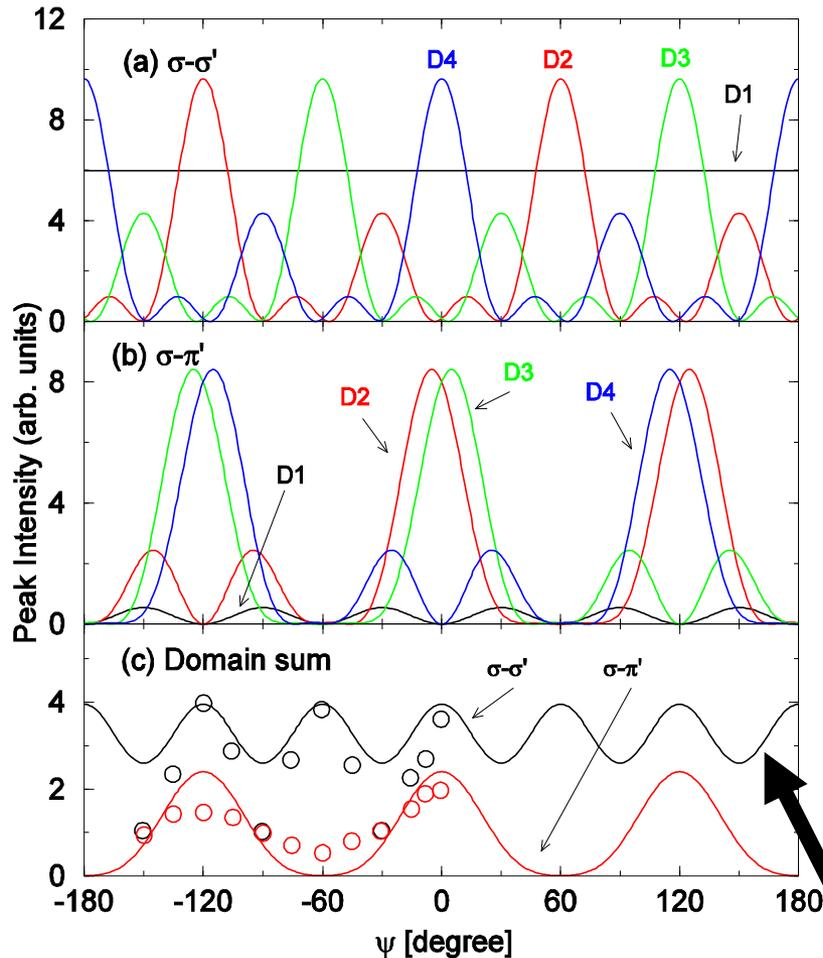 12
(a) σ-σ'
D4
D2
D3
D1
8
4
0
(b) σ-π'
8
D2
D3
D4
D1
4
0
Peak Intensity (arb. units)
(c) Domain sum
σ-σ'
σ-π'
4
2
0
-180
-120
-60
0
60
120
180
ψ [degree]